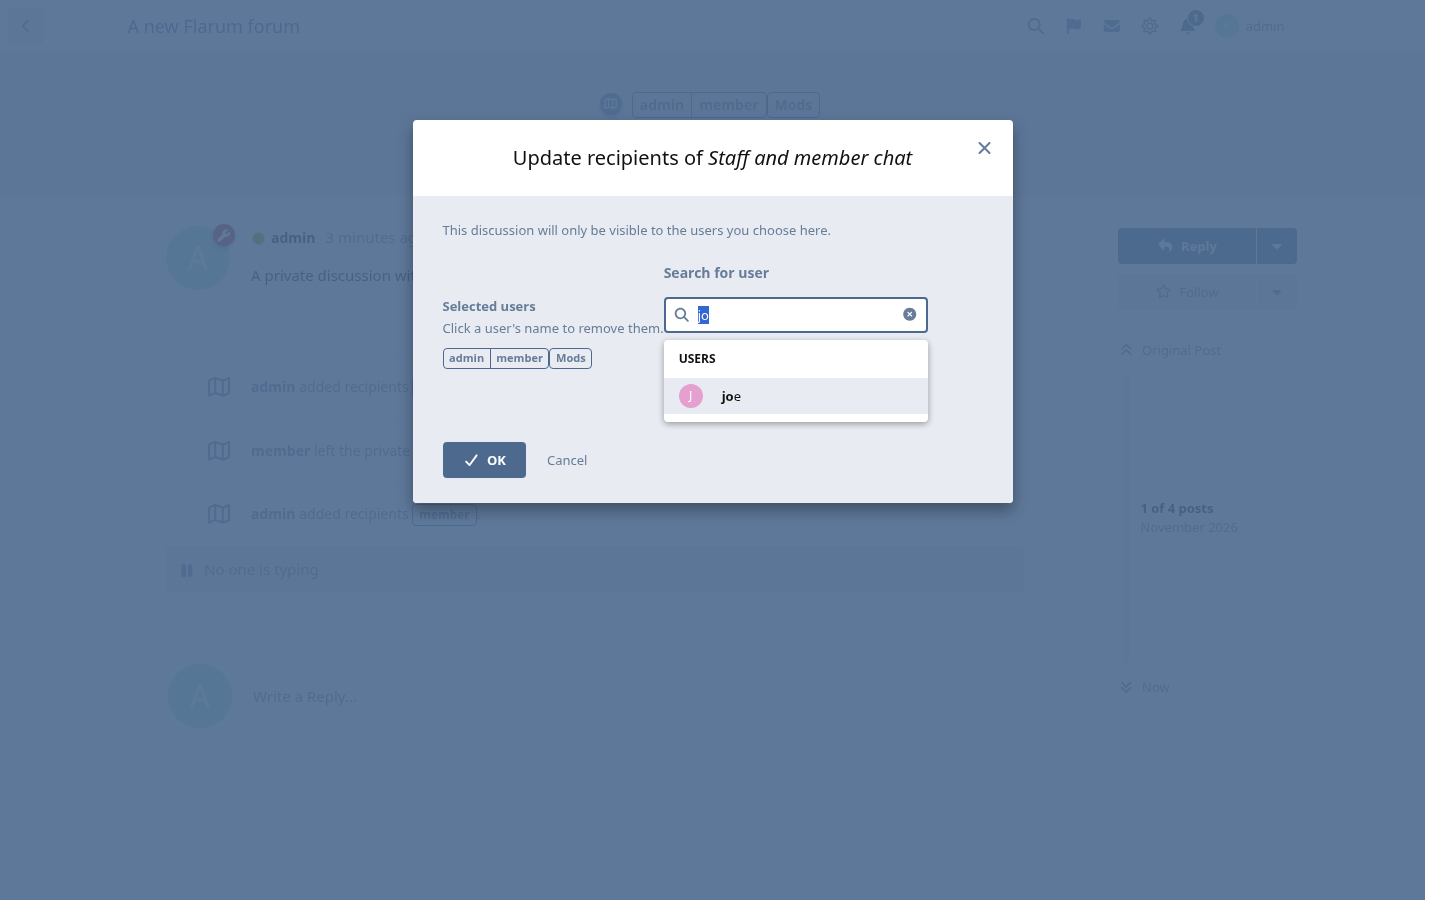 A new Flarum forum
1
admin
admin member Mods
Update recipients of Staff and member chat
This discussion will only be visible to the users you choose here.
Search for user
Selected users
jo
Click a user's name to remove them.
admin member Mods
USERS
J joe
OK Cancel
A
admin 3 minutes ag
A private discussion wit
Reply
Follow
Original Post
admin added recipients
member left the private
admin added recipients member
1 of 4 posts
November 2026
No one is typing
A
Write a Reply...
Now